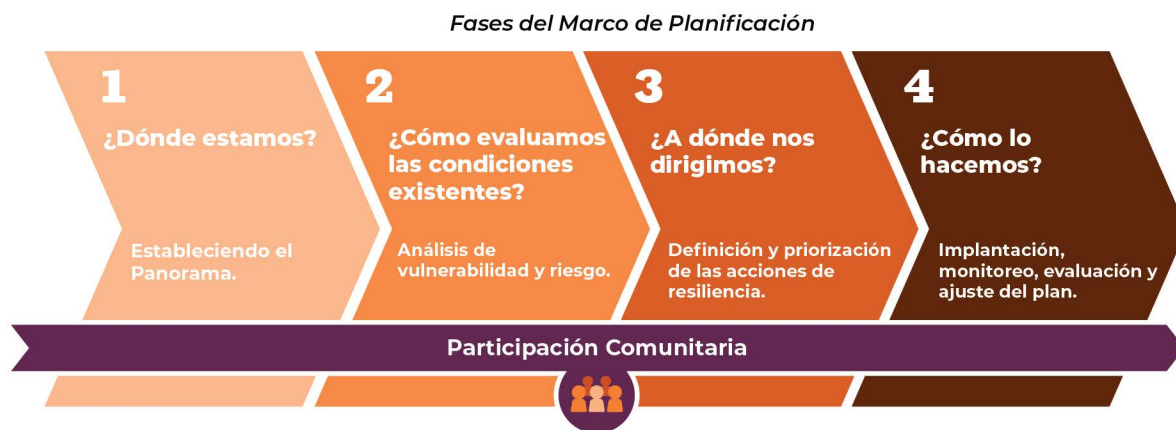 Fases del Marco de Planificación
1
¿Dónde estamos?
Estableciendo el
Panorama.
2
¿Cómo evaluamos
las condiciones
existentes?
Análisis de
vulnerabilidad y riesgo.
3
¿A dónde nos
dirigimos?
Definición y priorización
de las acciones de
resiliencia.
4
¿Cómo lo
hacemos?
Implantación,
monitoreo, evaluación y
ajuste del plan.
Participación Comunitaria